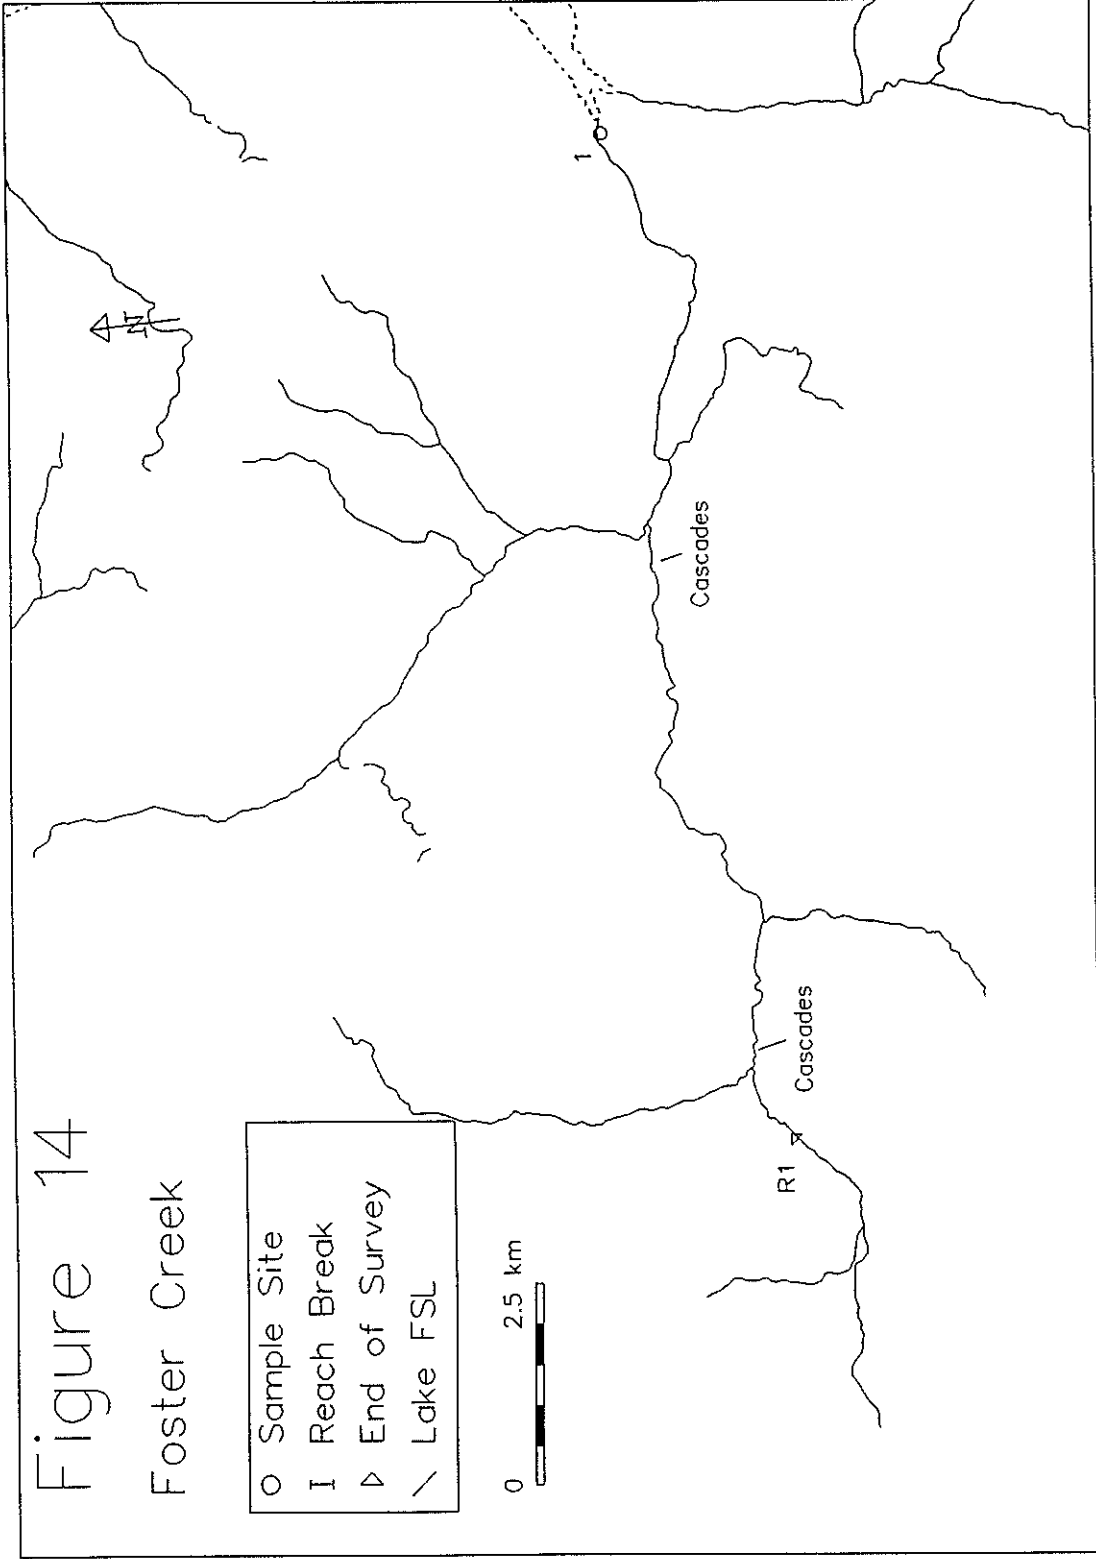 Figure 14
Foster Creek
Sample Site
Reach Break
End of Survey
Lake FSL
0 2.5 km
R1
Cascades
Cascades
1
N